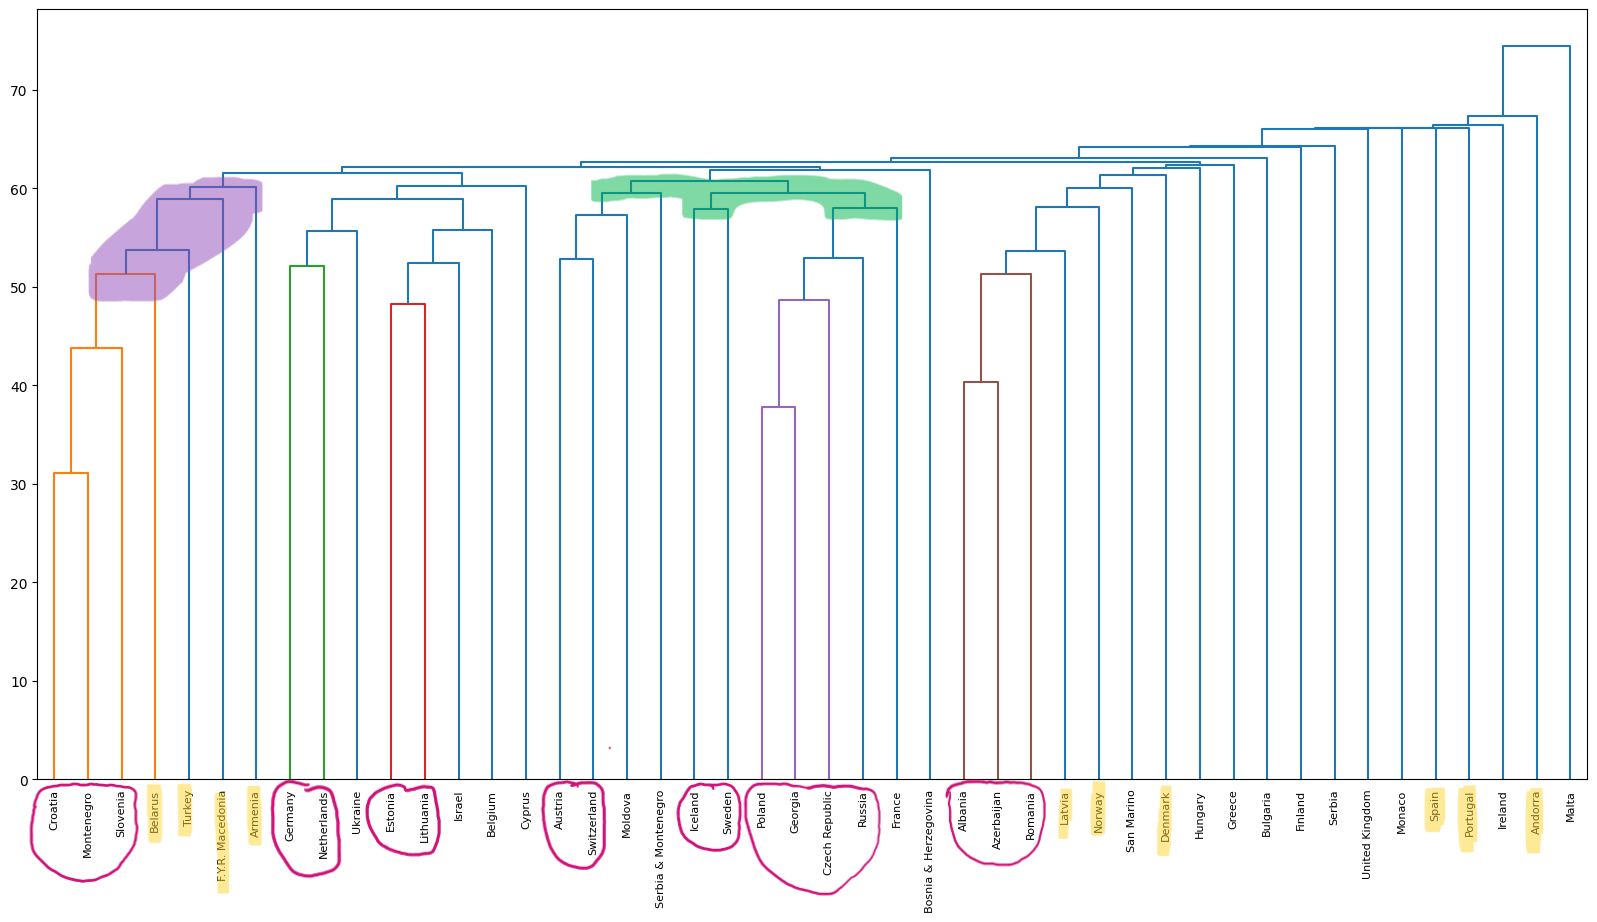 70
60
50
40
30
20
10
0
Croatia
Montenegro
Slovenia
Belarus
Turkey
F.Y.R. Macedonia
Armenia
Germany
Netherlands
Ukraine
Estonia
Lithuania
Israel
Belgium
Cyprus
Austria
Switzerland
Moldova
Serbia & Montenegro
Iceland
Sweden
Poland
Georgia
Czech Republic
Russia
France
Bosnia & Herzegovina
Albania
Azerbaijan
Romania
Latvia
Norway
San Marino
Denmark
Hungary
Greece
Bulgaria
Finland
Serbia
United Kingdom
Monaco
Spain
Portugal
Ireland
Andorra
Malta